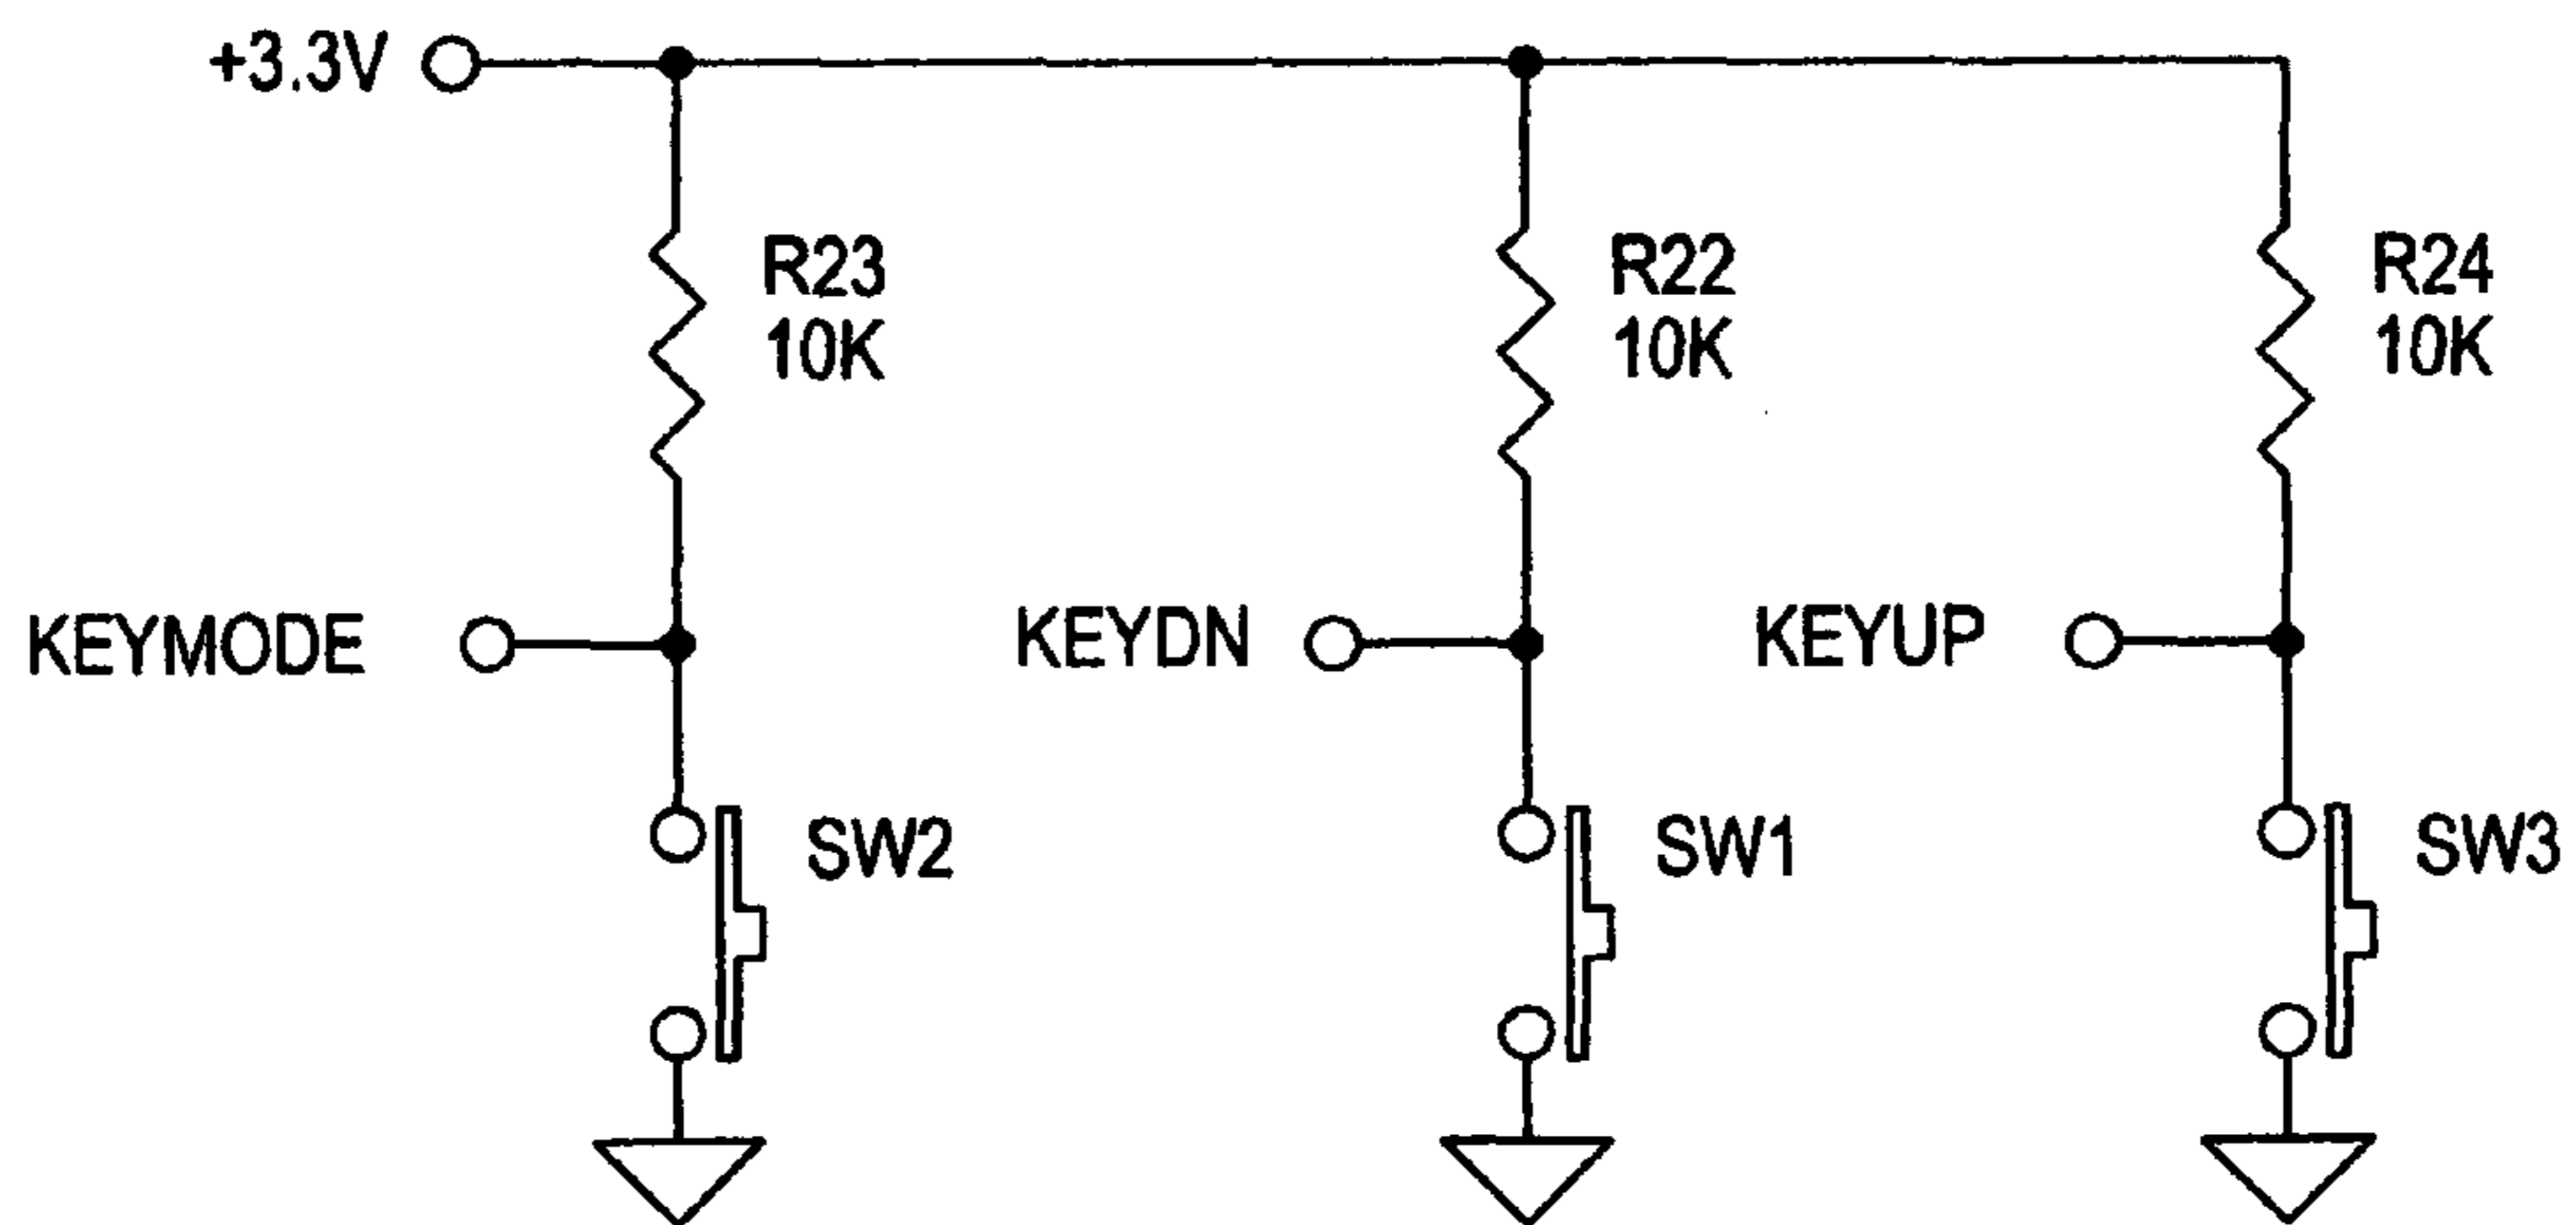 +3.3V
R23
10K
R22
10K
R24
10K
KEYMODE
KEYDN
KEYUP
SW2
SW1
SW3